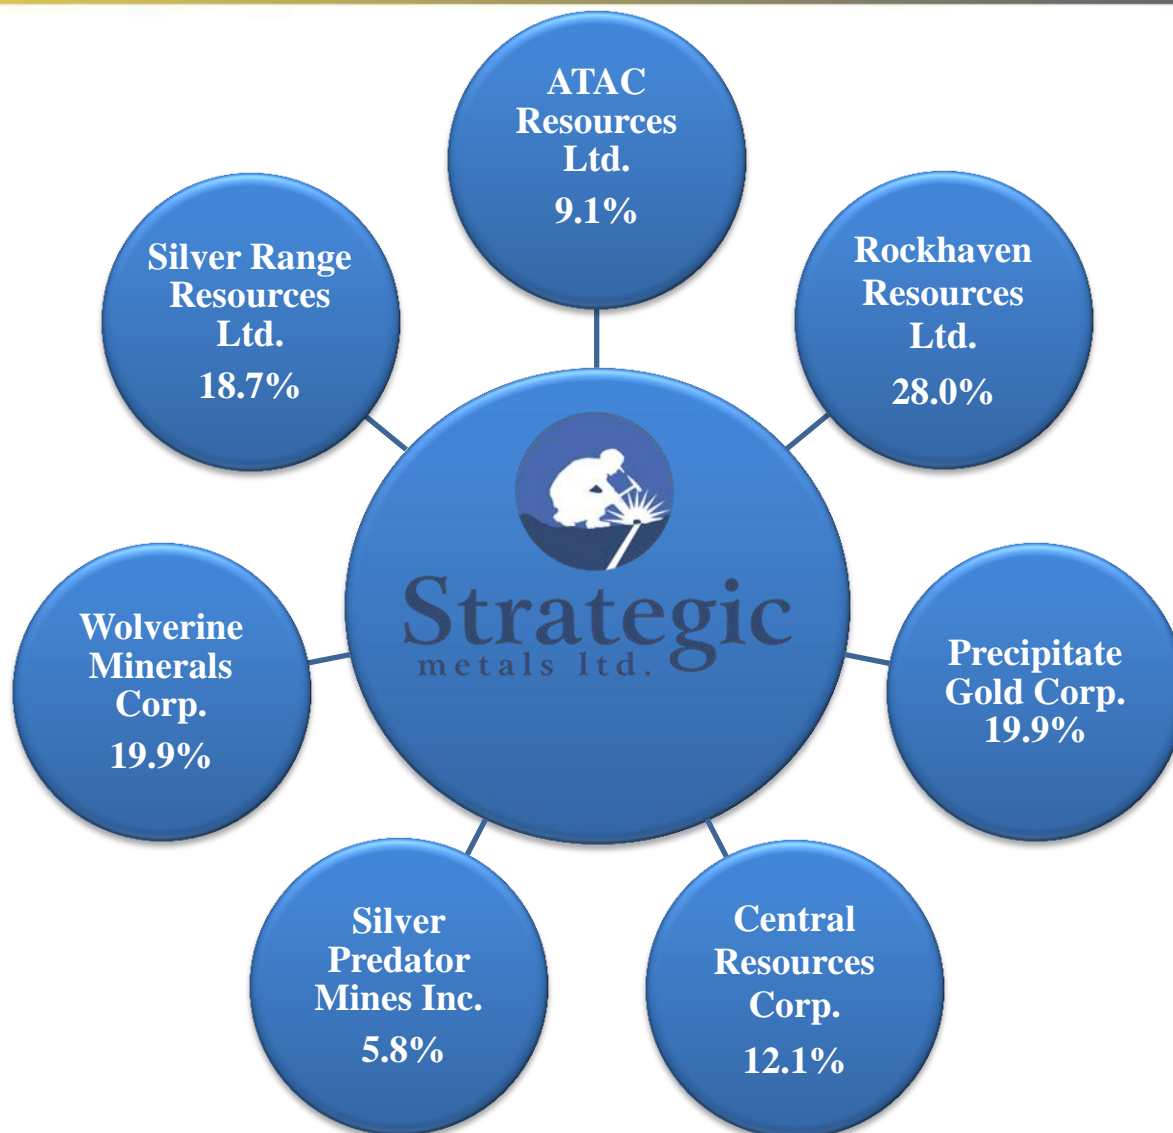 ATAC
Resources
Ltd.
9.1%
Rockhaven
Resources
Ltd.
28.0%
Precipitate
Gold Corp.
19.9%
Central
Resources
Corp.
12.1%
Silver
Predator
Mines Inc.
5.8%
Wolverine
Minerals
Corp.
19.9%
Silver Range
Resources
Ltd.
18.7%
Strategic
metals ltd.